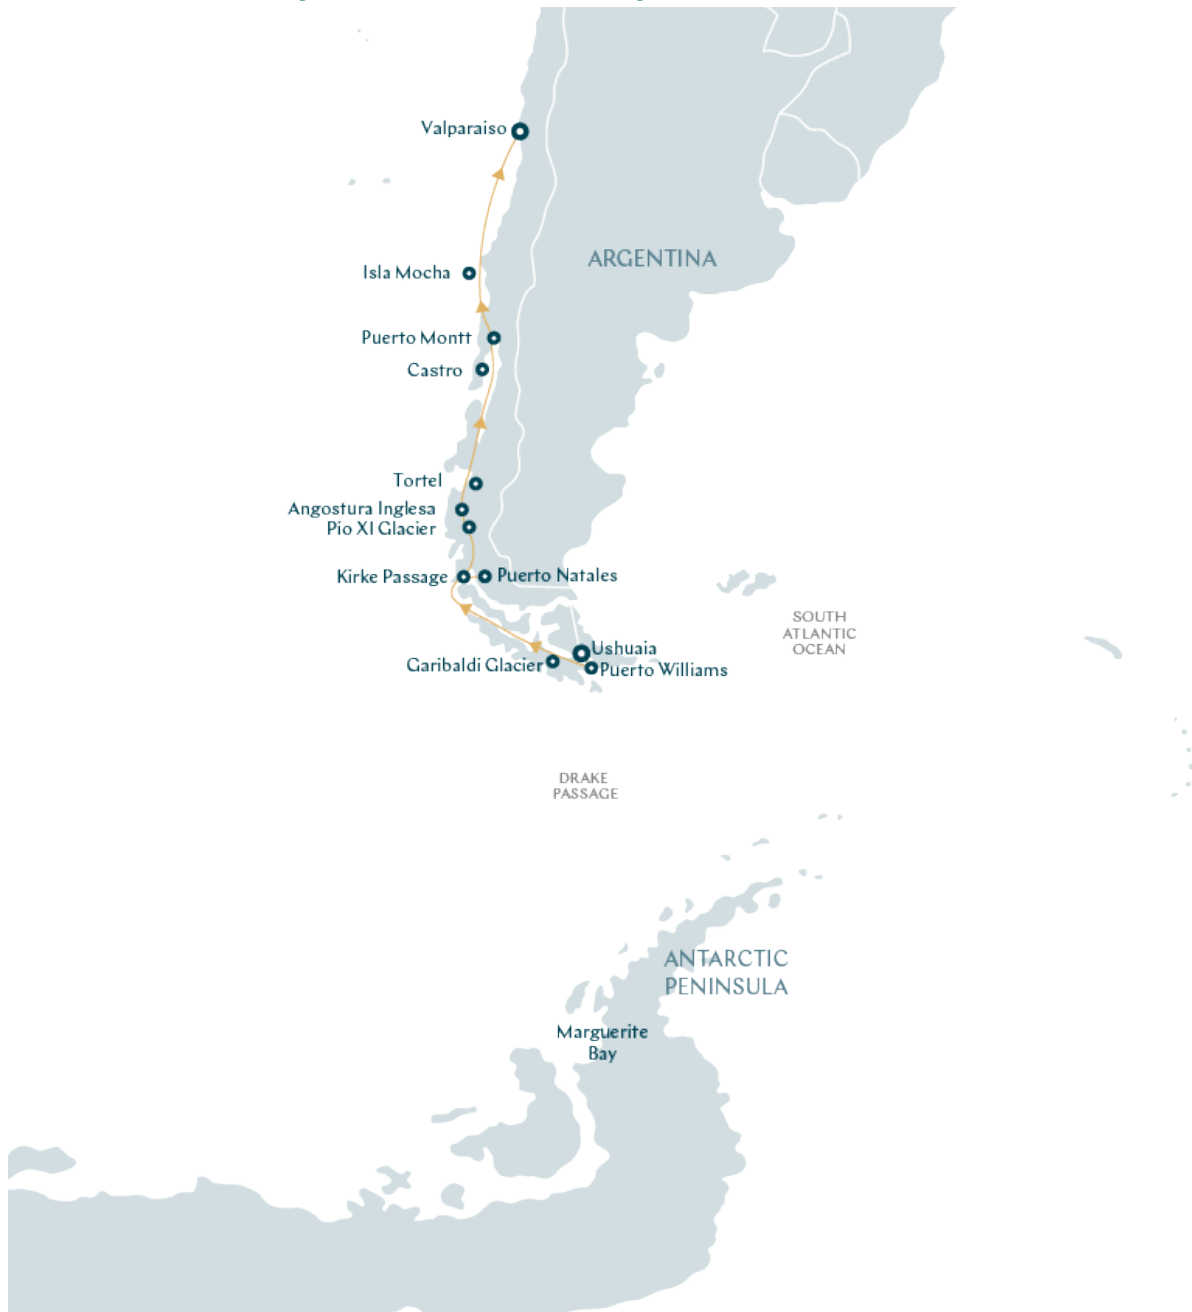 Valparaiso
ARGENTINA
Isla Mocha
Puerto Montt
Castro
Tortel
Angostura Inglesa
Pio XI Glacier
Kirke Passage
Puerto Natales
SOUTH
ATLANTIC
OCEAN
Ushuaia
Garibaldi Glacier
Puerto Williams
DRAKE
PASSAGE
ANTARCTIC
PENINSULA
Marguerite
Bay